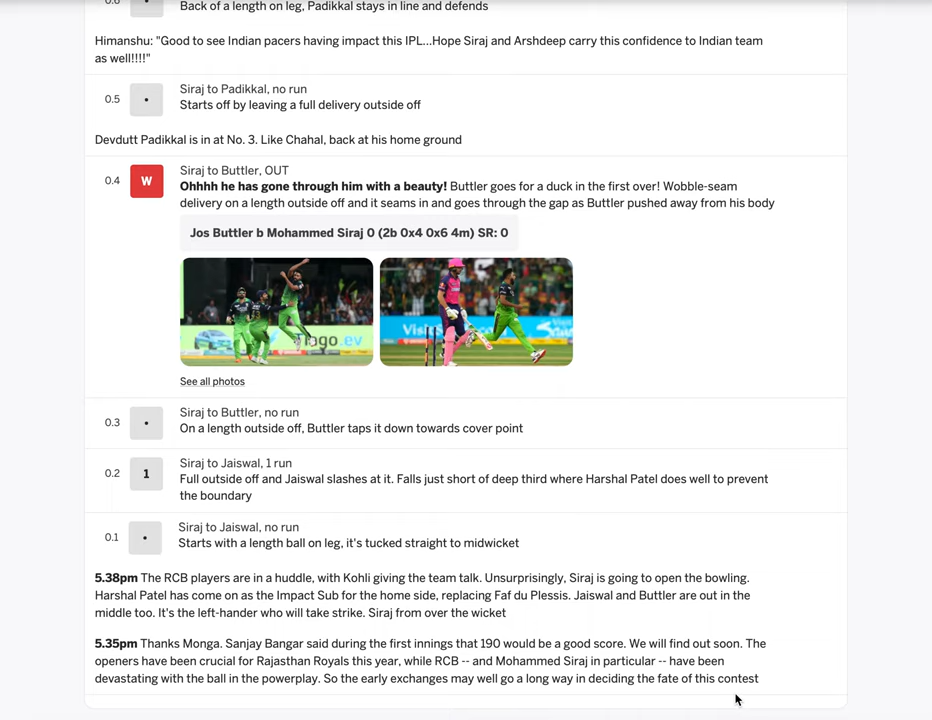 0.6
•
Back of a length on leg, Padikkal stays in line and defends
Himanshu: "Good to see Indian pacers having impact this IPL...Hope Siraj and Arshdeep carry this confidence to Indian team
as well!!!!"
0.5
•
Siraj to Padikkal, no run
Starts off by leaving a full delivery outside off
Devdutt Padikkal is in at No. 3. Like Chahal, back at his home ground
0.4
W
Siraj to Buttler, OUT
Ohhhh he has gone through him with a beauty! Buttler goes for a duck in the first over! Wobble-seam
delivery on a length outside off and it seams in and goes through the gap as Buttler pushed away from his body
Jos Buttler b Mohammed Siraj 0 (2b 0x4 0x6 4m) SR: 0
See all photos
0.3
•
Siraj to Buttler, no run
On a length outside off, Buttler taps it down towards cover point
0.2
1
Siraj to Jaiswal, 1 run
Full outside off and Jaiswal slashes at it. Falls just short of deep third where Harshal Patel does well to prevent
the boundary
0.1
•
Siraj to Jaiswal, no run
Starts with a length ball on leg, it's tucked straight to midwicket
5.38pm The RCB players are in a huddle, with Kohli giving the team talk. Unsurprisingly, Siraj is going to open the bowling.
Harshal Patel has come on as the Impact Sub for the home side, replacing Faf du Plessis. Jaiswal and Buttler are out in the
middle too. It's the left-hander who will take strike. Siraj from over the wicket
5.35pm Thanks Monga. Sanjay Bangar said during the first innings that 190 would be a good score. We will find out soon. The
openers have been crucial for Rajasthan Royals this year, while RCB -- and Mohammed Siraj in particular -- have been
devastating with the ball in the powerplay. So the early exchanges may well go a long way in deciding the fate of this contest